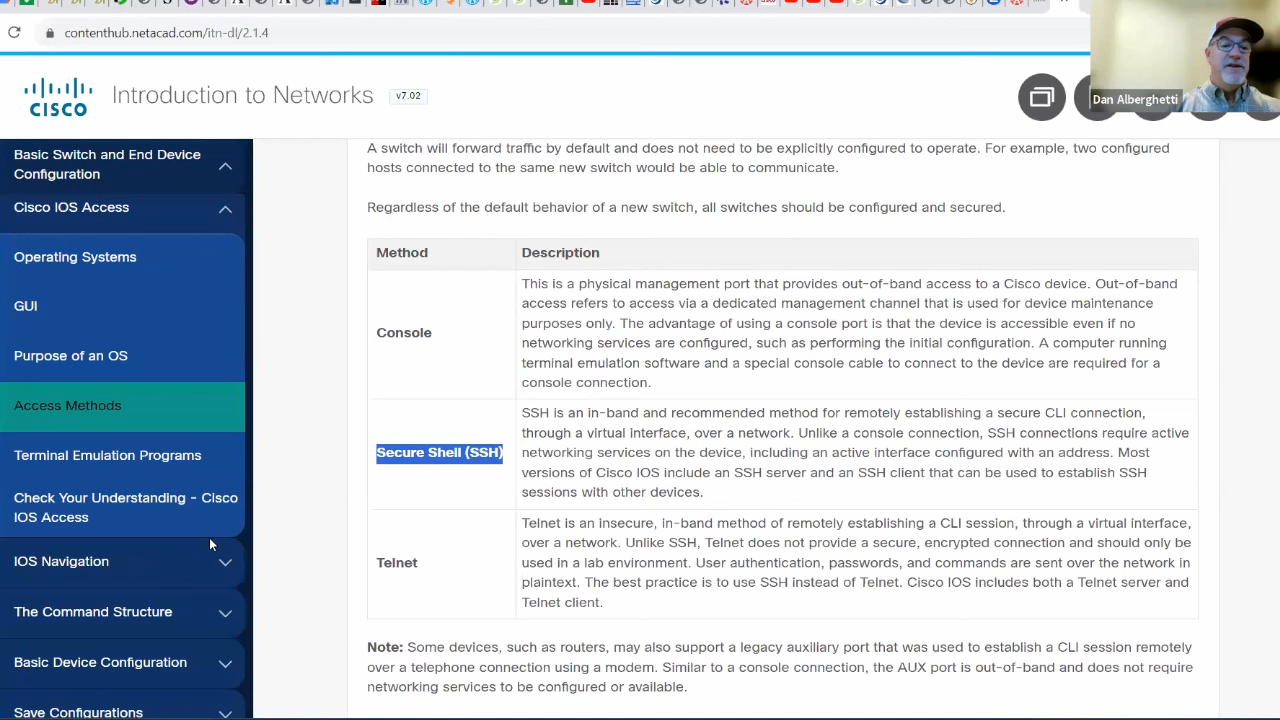 contenthub.netacad.com/itn-dl/2.1.4
Dan Alberghetti
CISCO
Introduction to Networks
v7.02
Basic Switch and End Device
Configuration
Cisco IOS Access
Operating Systems
GUI
Purpose of an OS
Access Methods
Terminal Emulation Programs
Check Your Understanding - Cisco
IOS Access
IOS Navigation
The Command Structure
Basic Device Configuration
Save Configurations
A switch will forward traffic by default and does not need to be explicitly configured to operate. For example, two configured
hosts connected to the same new switch would be able to communicate.
Regardless of the default behavior of a new switch, all switches should be configured and secured.
Method
Description
Console
This is a physical management port that provides out-of-band access to a Cisco device. Out-of-band
access refers to access via a dedicated management channel that is used for device maintenance
purposes only. The advantage of using a console port is that the device is accessible even if no
networking services are configured, such as performing the initial configuration. A computer running
terminal emulation software and a special console cable to connect to the device are required for a
console connection.
Secure Shell (SSH)
SSH is an in-band and recommended method for remotely establishing a secure CLI connection,
through a virtual interface, over a network. Unlike a console connection, SSH connections require active
networking services on the device, including an active interface configured with an address. Most
versions of Cisco IOS include an SSH server and an SSH client that can be used to establish SSH
sessions with other devices.
Telnet
Telnet is an insecure, in-band method of remotely establishing a CLI session, through a virtual interface,
over a network. Unlike SSH, Telnet does not provide a secure, encrypted connection and should only be
used in a lab environment. User authentication, passwords, and commands are sent over the network in
plaintext. The best practice is to use SSH instead of Telnet. Cisco IOS includes both a Telnet server and
Telnet client.
Note: Some devices, such as routers, may also support a legacy auxiliary port that was used to establish a CLI session remotely
over a telephone connection using a modem. Similar to a console connection, the AUX port is out-of-band and does not require
networking services to be configured or available.